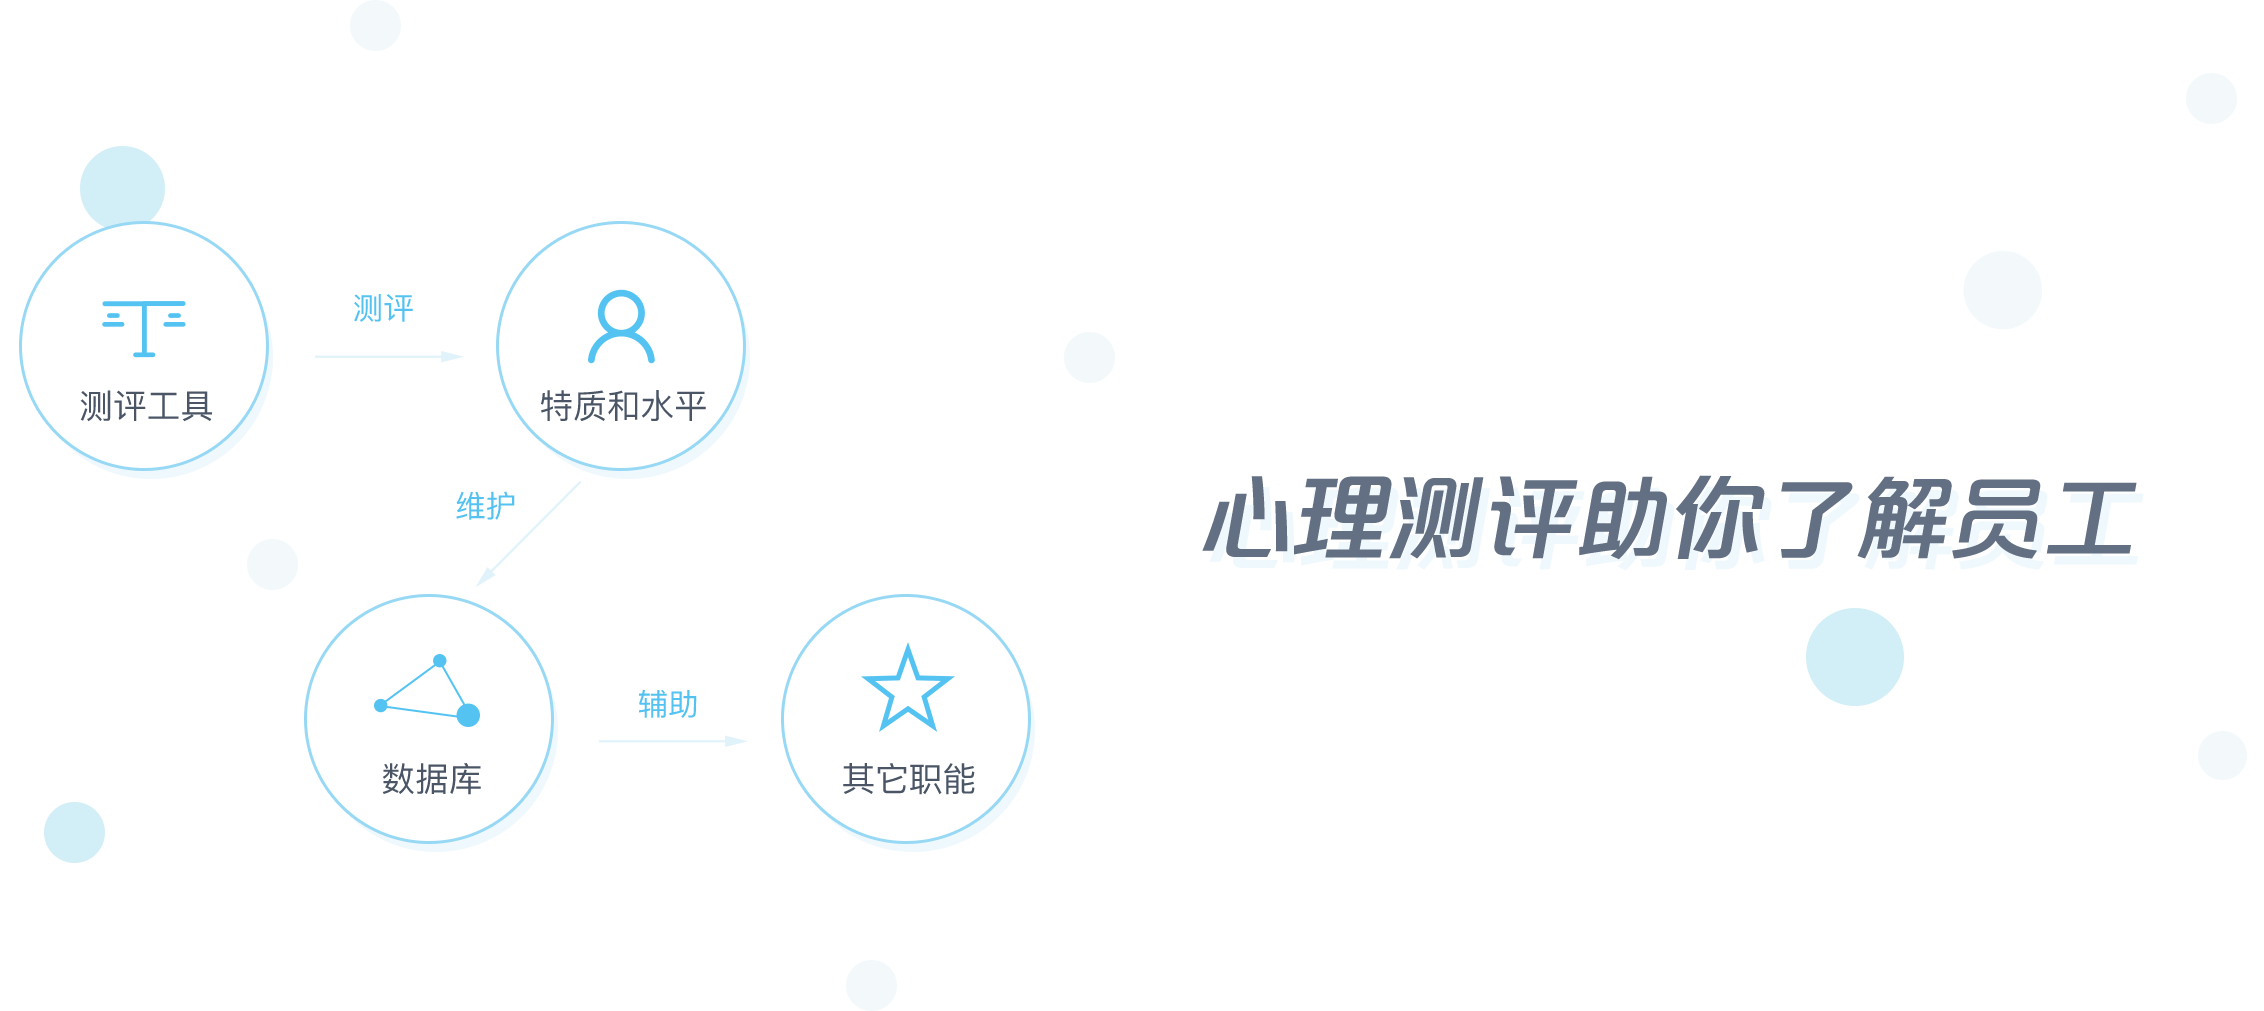 测评
测评工具
特质和水平
维护
心理测评助你了解员工
辅助
数据库
其它职能